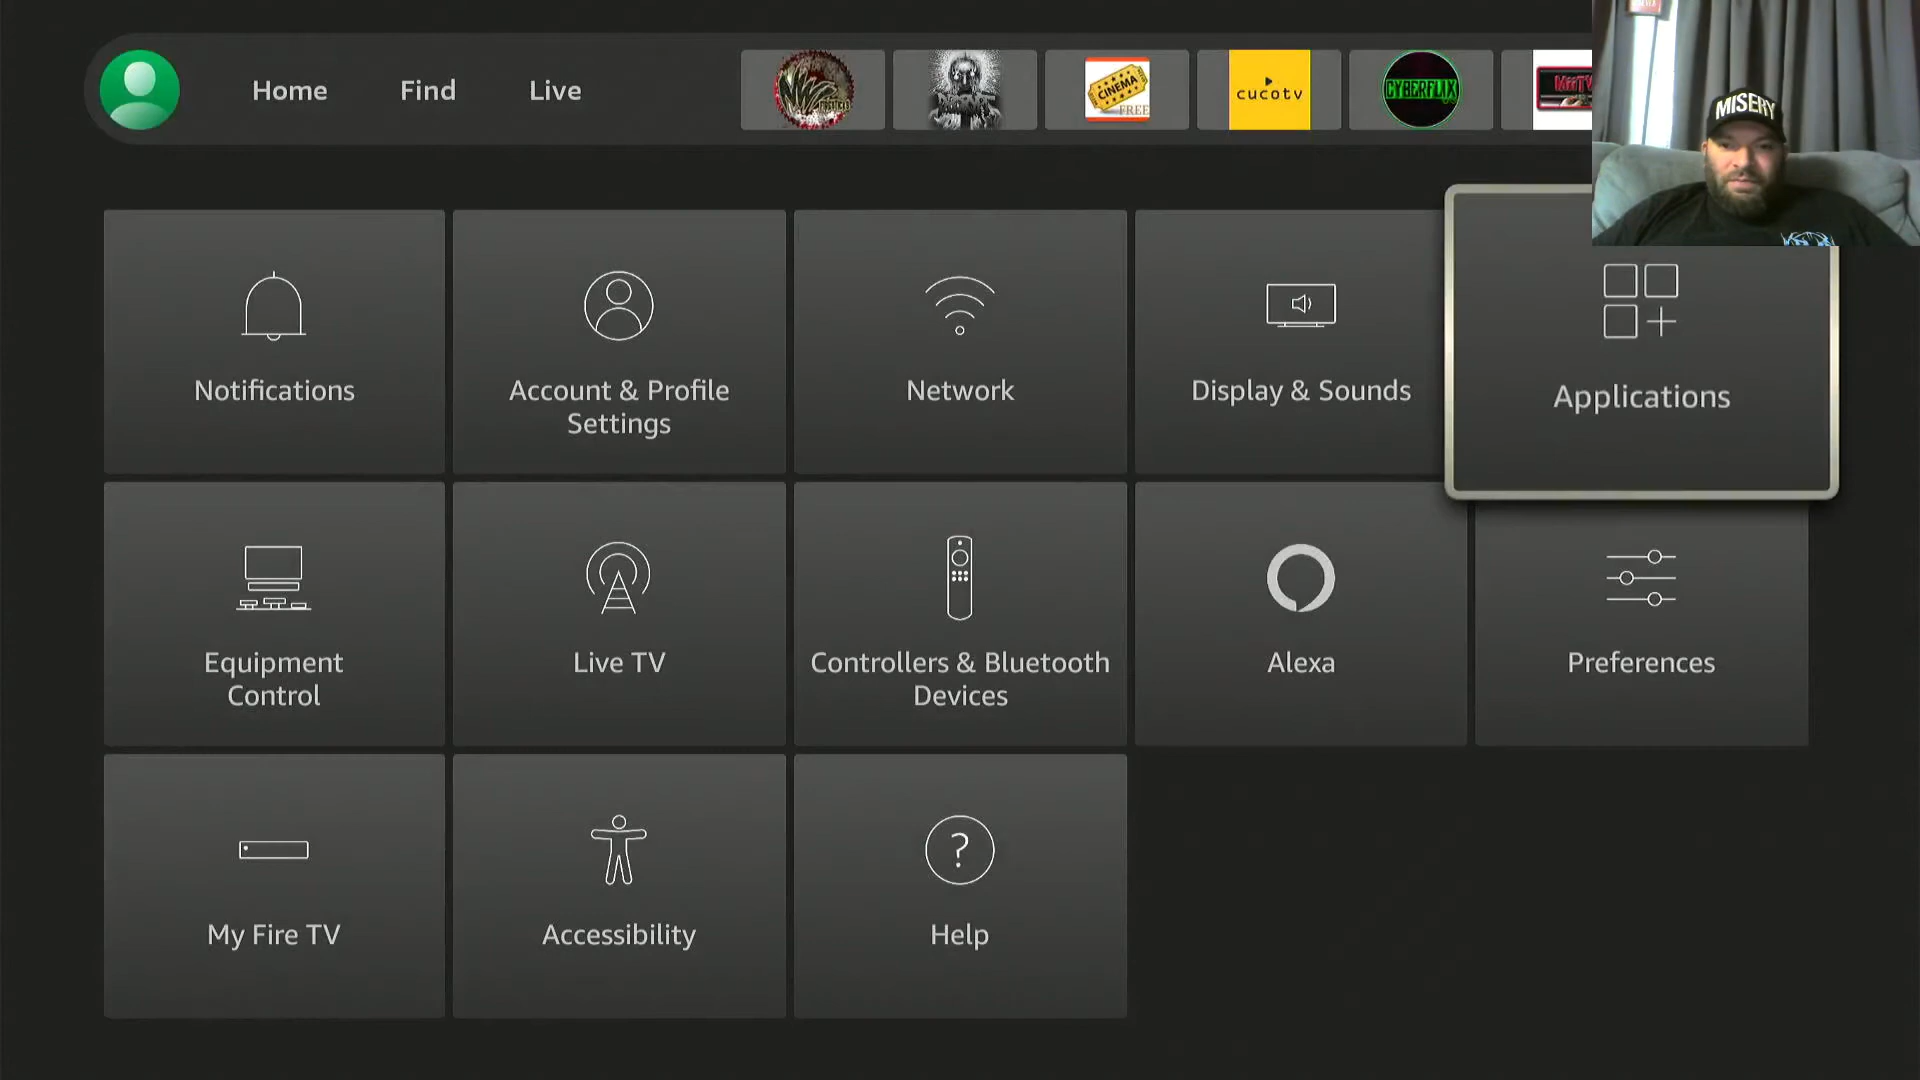 Home
Find
Live
CINEMA
FREE
cucotv
CYBERFLIX
MISERY
Notifications
Account & Profile
Settings
Network
Display & Sounds
Applications
Equipment
Control
Live TV
Controllers & Bluetooth
Devices
Alexa
Preferences
My Fire TV
Accessibility
? Help